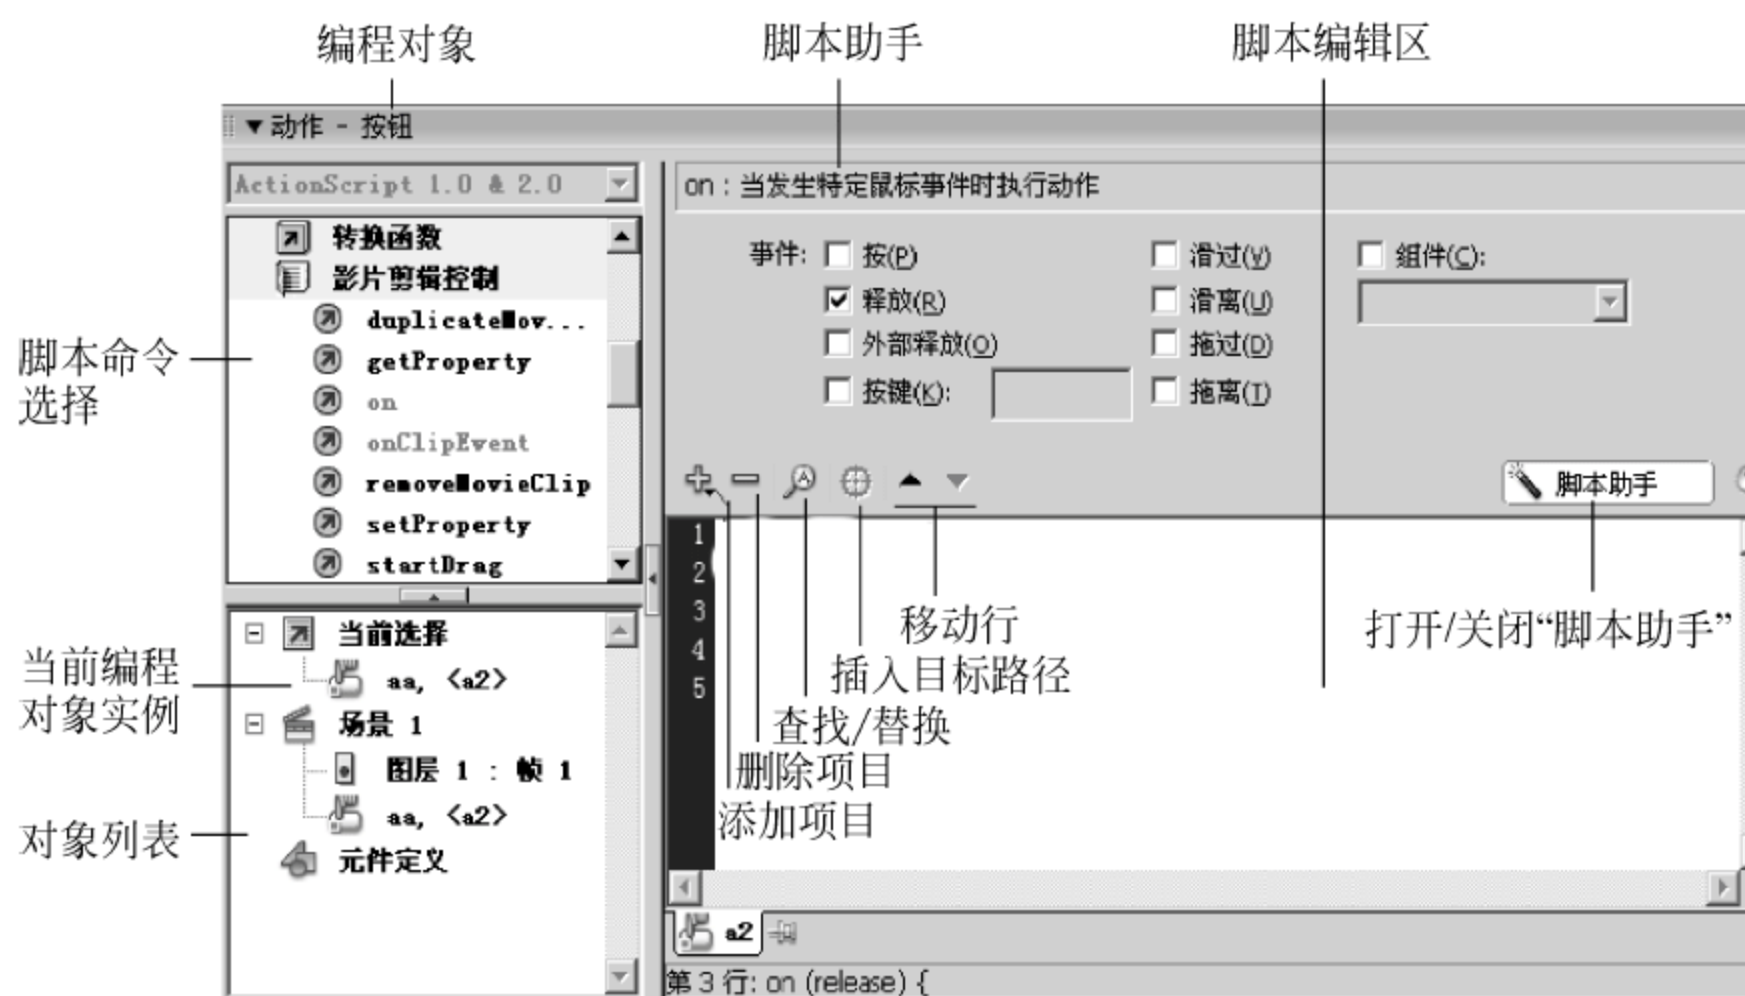 编程对象
脚本助手
脚本编辑区
动作 - 按钮
ActionScript 1.0 & 2.0
on : 当发生特定鼠标事件时执行动作
转换函数
影片剪辑控制
duplicateMov...
getProperty
on
onClipEvent
removeMovieClip
setProperty
startDrag
脚本命令
选择
事件:
按(P)
滑过(V)
组件(C):
释放(R)
滑离(U)
外部释放(O)
拖过(D)
按键(K):
拖离(T)
脚本助手
1
2
3
4
5
移动行
插入目标路径
查找/替换
删除项目
添加项目
打开/关闭“脚本助手”
当前编程
对象实例
对象列表
当前选择
aa, <a2>
场景 1
图层 1 : 帧 1
aa, <a2>
元件定义
a2
第 3 行: on (release) {